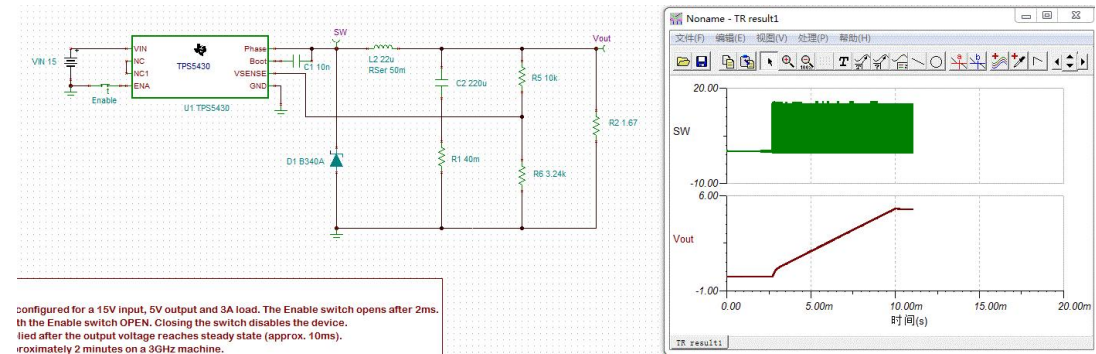 SW
Vout
VIN 15
VIN
NC
NC1
ENA
TPS5430
Phase
Boot
VSENSE
GND
U1 TPS5430
Enable
t
C1 10n
L2 22u
RSer 50m
C2 220u
R5 10k
R2 1.67
D1 B340A
R1 40m
R6 3.24k
configured for a 15V input, 5V output and 3A load. The Enable switch opens after 2ms.
th the Enable switch OPEN. Closing the switch disables the device.
lied after the output voltage reaches steady state (approx. 10ms).
roximately 2 minutes on a 3GHz machine.
Noname - TR result1
文件(F) 编辑(E) 视图(V) 处理(P) 帮助(H)
T
a
b
20.00
SW
-10.00
6.00
Vout
-1.00
0.00 5.00m 10.00m 15.00m 20.00m
时间(s)
TR result1